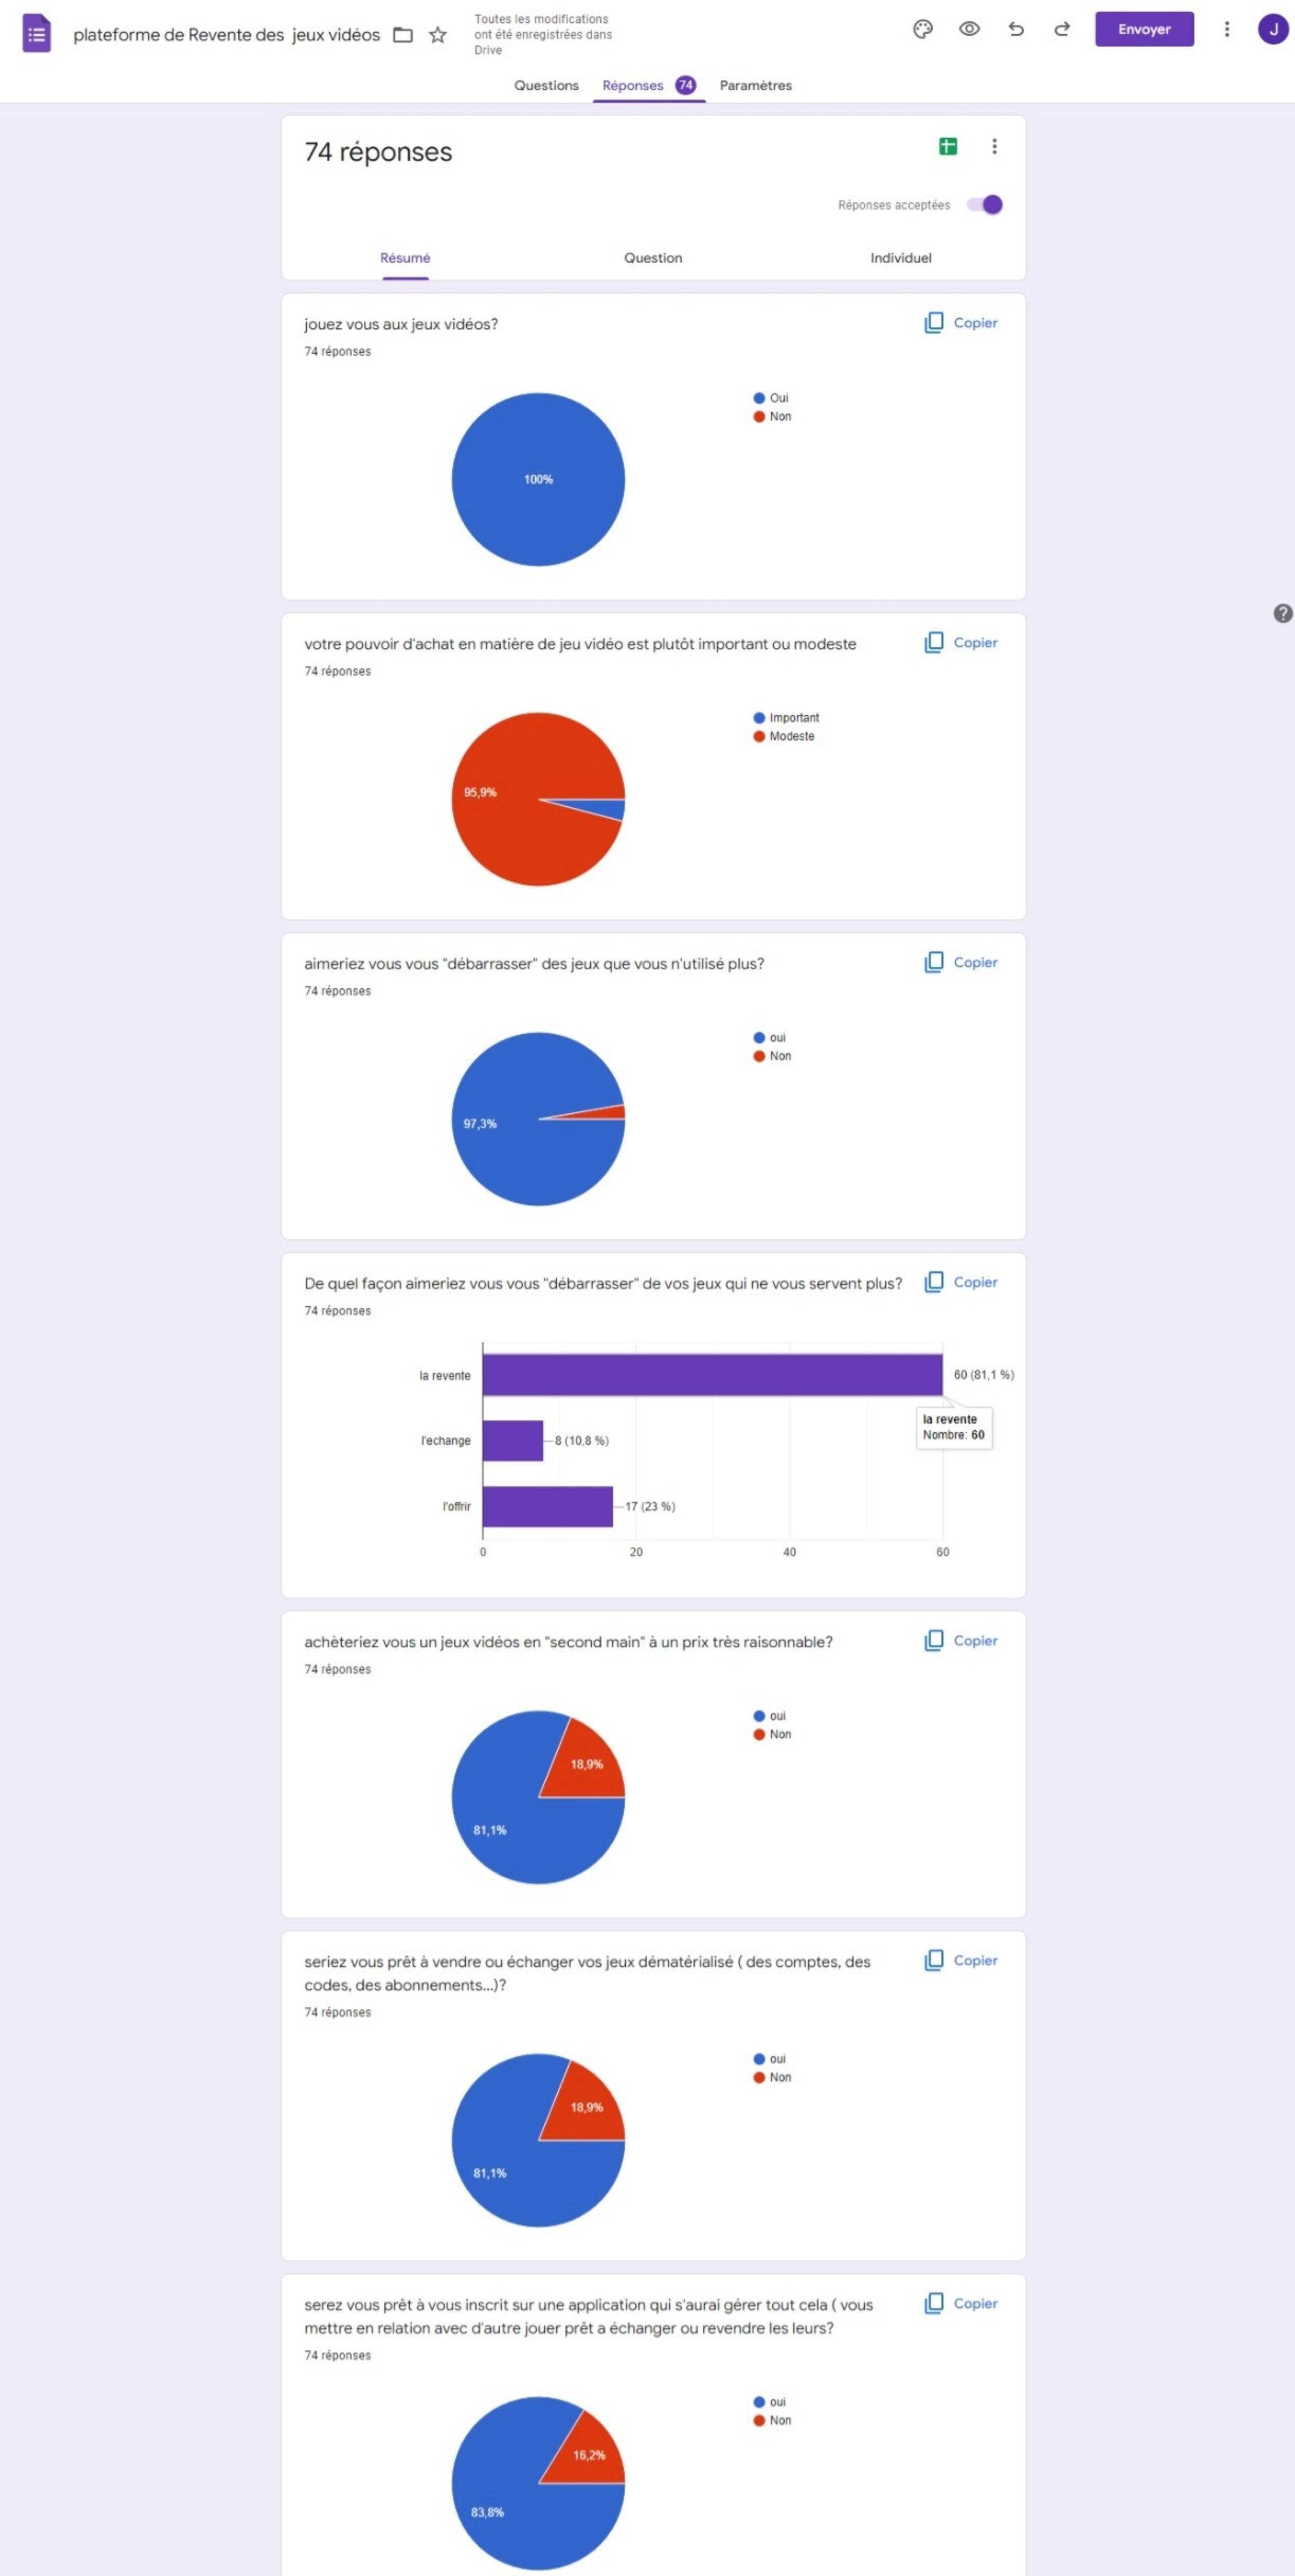 plateforme de Revente des jeux vidéos
Toutes les modifications
ont été enregistrées dans
Drive
Envoyer
J
Questions
Réponses 74
Paramètres
74 réponses
Réponses acceptées
Résumé
Question
Individuel
jouez vous aux jeux vidéos?
Copier
74 réponses
Oui
Non
100%
votre pouvoir d'achat en matière de jeu vidéo est plutôt important ou modeste
Copier
74 réponses
Important
Modeste
95,9%
aimeriez vous vous "débarrasser" des jeux que vous n'utilisé plus?
Copier
74 réponses
oui
Non
97,3%
De quel façon aimeriez vous vous "débarrasser" de vos jeux qui ne vous servent plus?
Copier
74 réponses
la revente
60 (81,1 %)
la revente
Nombre: 60
l'echange
8 (10,8 %)
l'offrir
17 (23 %)
0
20
40
60
achèteriez vous un jeux vidéos en "second main" à un prix très raisonnable?
Copier
74 réponses
oui
Non
18,9%
81,1%
seriez vous prêt à vendre ou échanger vos jeux dématérialisé ( des comptes, des
codes, des abonnements...)?
Copier
74 réponses
oui
Non
18,9%
81,1%
serez vous prêt à vous inscrit sur une application qui s'aurai gérer tout cela ( vous
mettre en relation avec d'autre jouer prêt a échanger ou revendre les leurs?
Copier
74 réponses
oui
Non
16,2%
83,8%